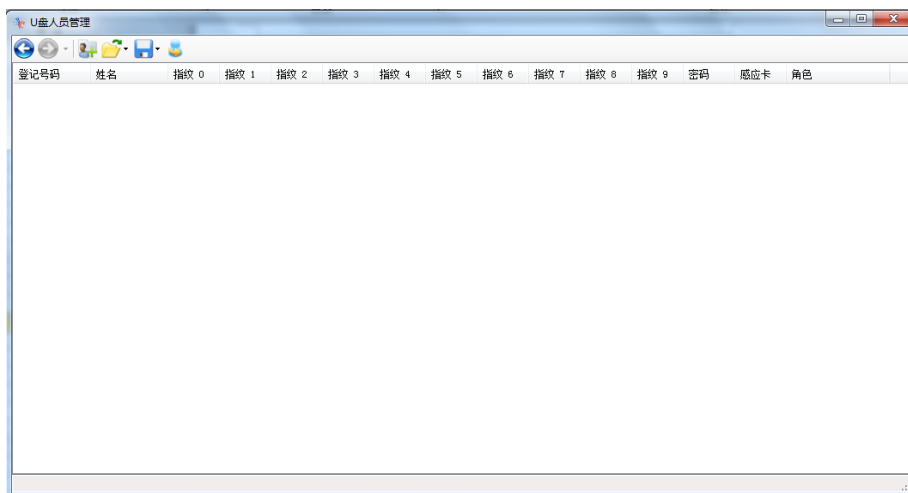 U盘人员管理
登记号码 姓名 指纹 0 指纹 1 指纹 2 指纹 3 指纹 4 指纹 5 指纹 6 指纹 7 指纹 8 指纹 9 密码 感应卡 角色